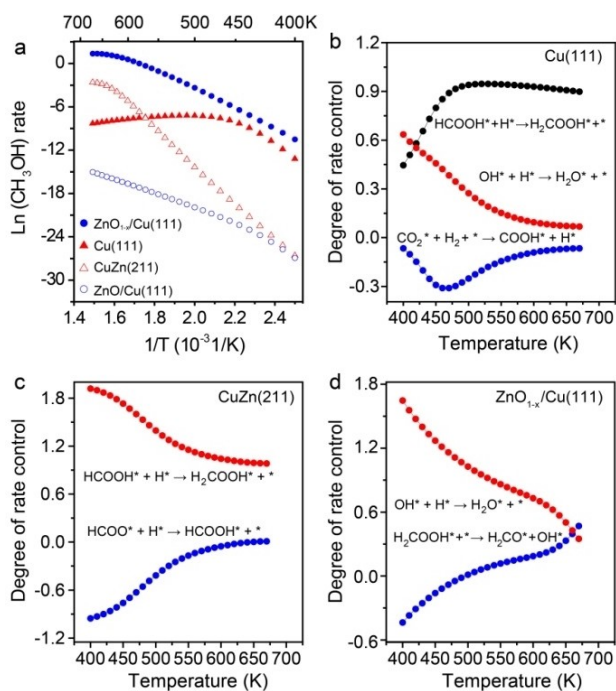 700 600 500 450 400K
a
Ln (CH3OH) rate
0
-9
-18
-27
ZnO1-x/Cu(111)
Cu(111)
CuZn(211)
ZnO/Cu(111)
1.4 1.6 1.8 2.0 2.2 2.4
1/T (10-31/K)
b
Cu(111)
Degree of rate control
1.2
0.9
0.6
0.3
0.0
-0.3
HCOOH*+H*→H2COOH*+*
OH* + H* → H2O* + *
CO2* + H2 + * → COOH* + H*
400 450 500 550 600 650 700
Temperature (K)
c
CuZn(211)
Degree of rate control
1.8
1.2
0.6
0.0
-0.6
-1.2
HCOOH* + H* → H2COOH* + *
HCOO* + H* → HCOOH* + *
400 450 500 550 600 650 700
Temperature (K)
d
ZnO1-x/Cu(111)
Degree of rate control
1.8
1.2
0.6
0.0
-0.6
OH* + H* → H2O* + *
H2COOH*+*→ H2CO*+OH*
400 450 500 550 600 650 700
Temperature (K)